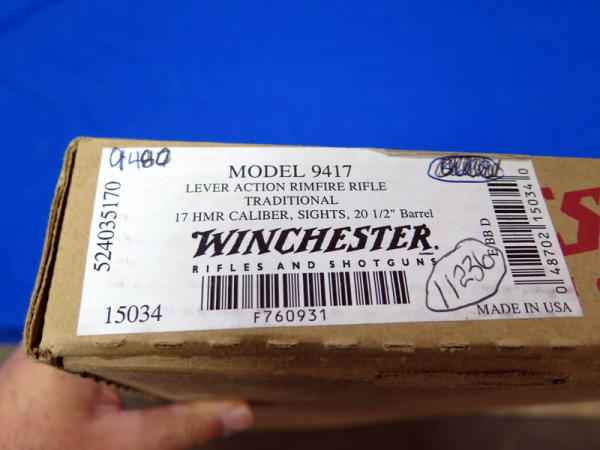 9480
MODEL 9417
LEVER ACTION RIMFIRE RIFLE
TRADITIONAL
17 HMR CALIBER, SIGHTS, 20 1/2" Barrel
WINCHESTER
RIFLES AND SHOTGUNS
F760931
524035170
15034
11236
E/BB D
0 48702 15034 0
MADE IN USA